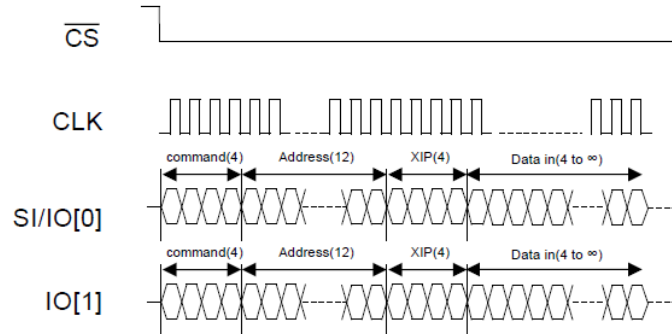 CS
CLK
command(4) Address(12) XIP(4) Data in(4 to ∞)
SI/IO[0]
command(4) Address(12) XIP(4) Data in(4 to ∞)
IO[1]